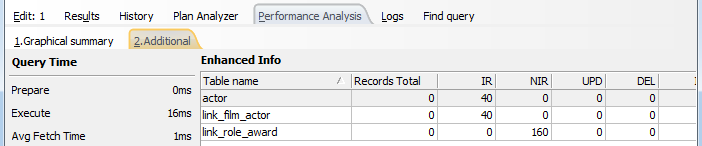 Edit: 1 Results History Plan Analyzer Performance Analysis Logs Find query
1.Graphical summary 2.Additional
Query Time
Prepare 0ms
Execute 16ms
Avg Fetch Time 1ms
Enhanced Info
Table name Records Total IR NIR UPD DEL
actor 0 40 0 0 0
link_film_actor 0 40 0 0 0
link_role_award 0 0 160 0 0